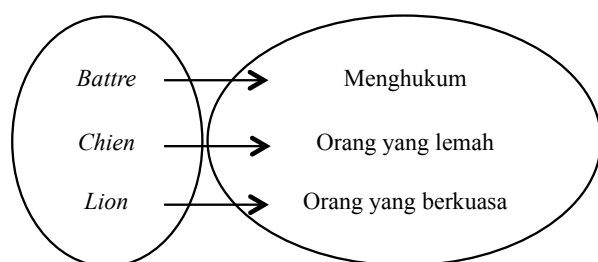 Battre Menghukum
Chien Orang yang lemah
Lion Orang yang berkuasa